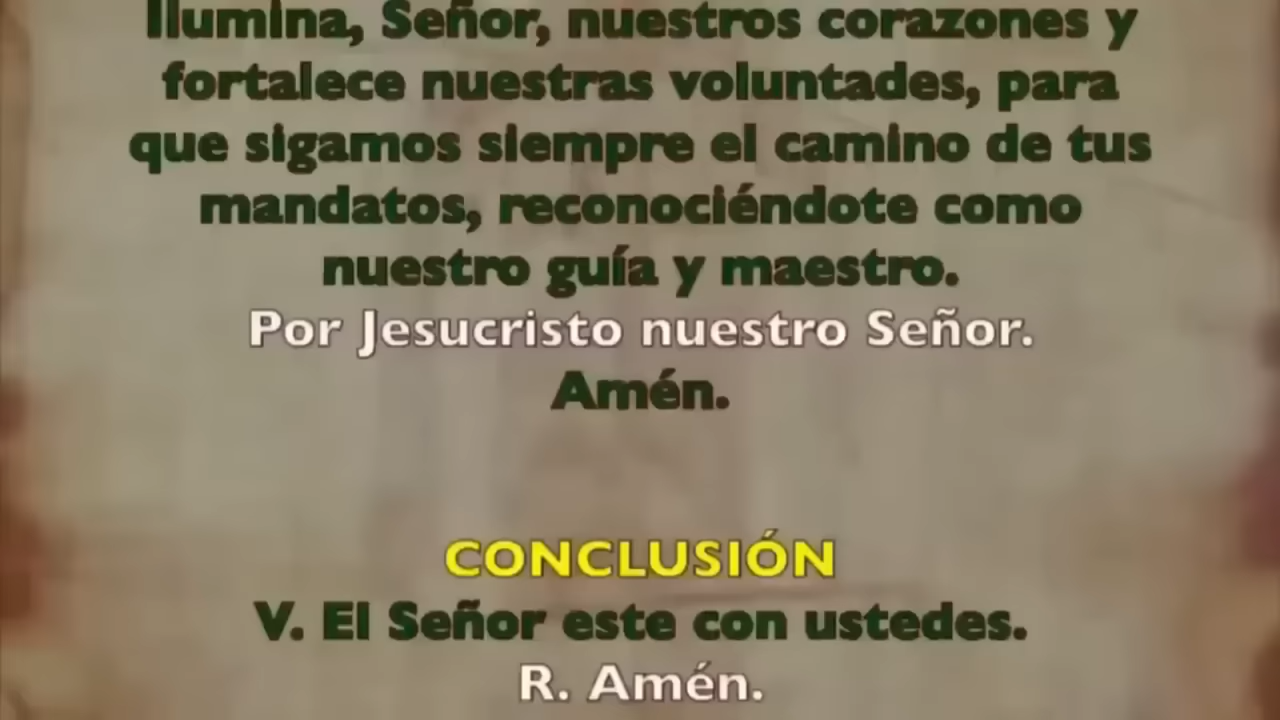 Ilumina, Señor, nuestros corazones y
fortalece nuestras voluntades, para
que sigamos siempre el camino de tus
mandatos, reconociéndote como
nuestro guía y maestro.
Por Jesucristo nuestro Señor.
Amén.
CONCLUSIÓN
V. El Señor este con ustedes.
R. Amén.